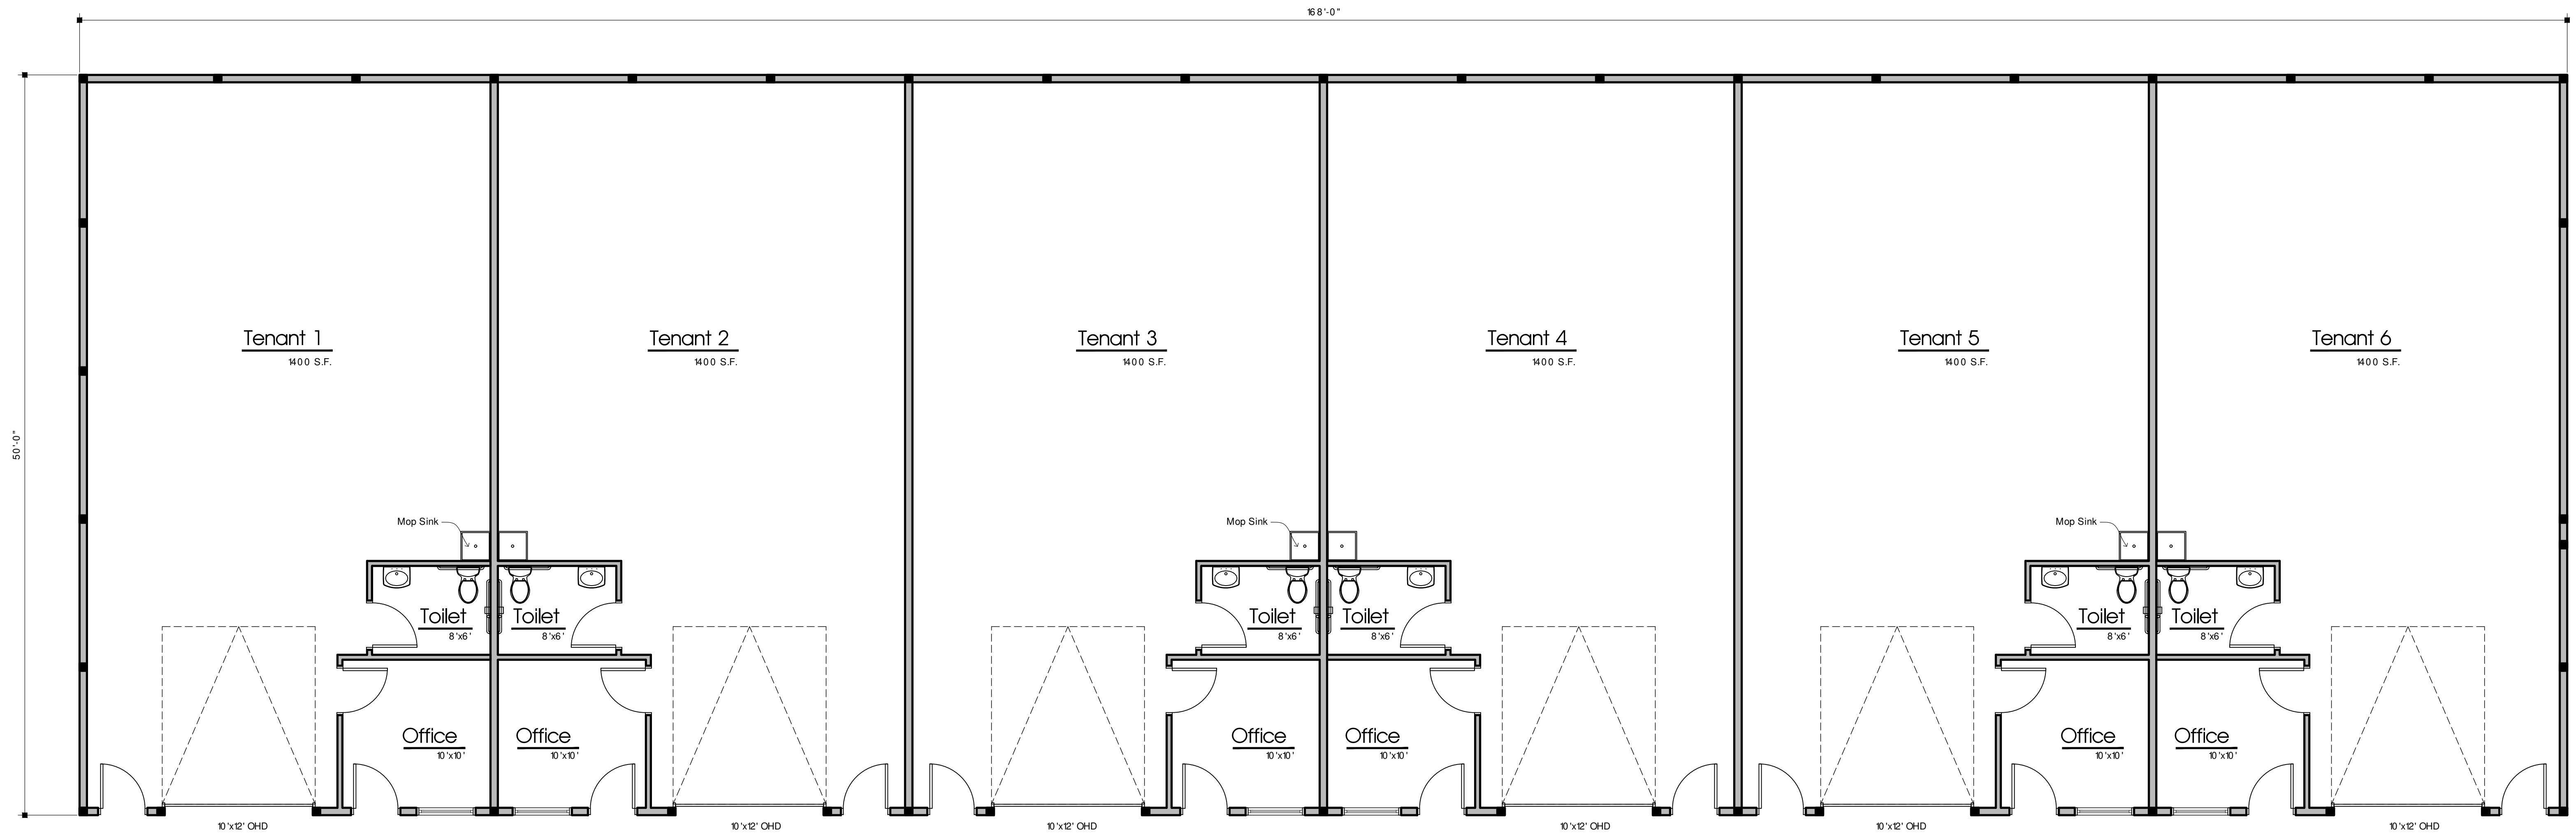 168'-0"
50'-0"
Tenant 1
1400 S.F.
Tenant 2
1400 S.F.
Tenant 3
1400 S.F.
Tenant 4
1400 S.F.
Tenant 5
1400 S.F.
Tenant 6
1400 S.F.
Mop Sink
Mop Sink
Mop Sink
Toilet
8'x6'
Toilet
8'x6'
Toilet
8'x6'
Toilet
8'x6'
Toilet
8'x6'
Toilet
8'x6'
Office
10'x10'
Office
10'x10'
Office
10'x10'
Office
10'x10'
Office
10'x10'
Office
10'x10'
10'x12' OHD
10'x12' OHD
10'x12' OHD
10'x12' OHD
10'x12' OHD
10'x12' OHD